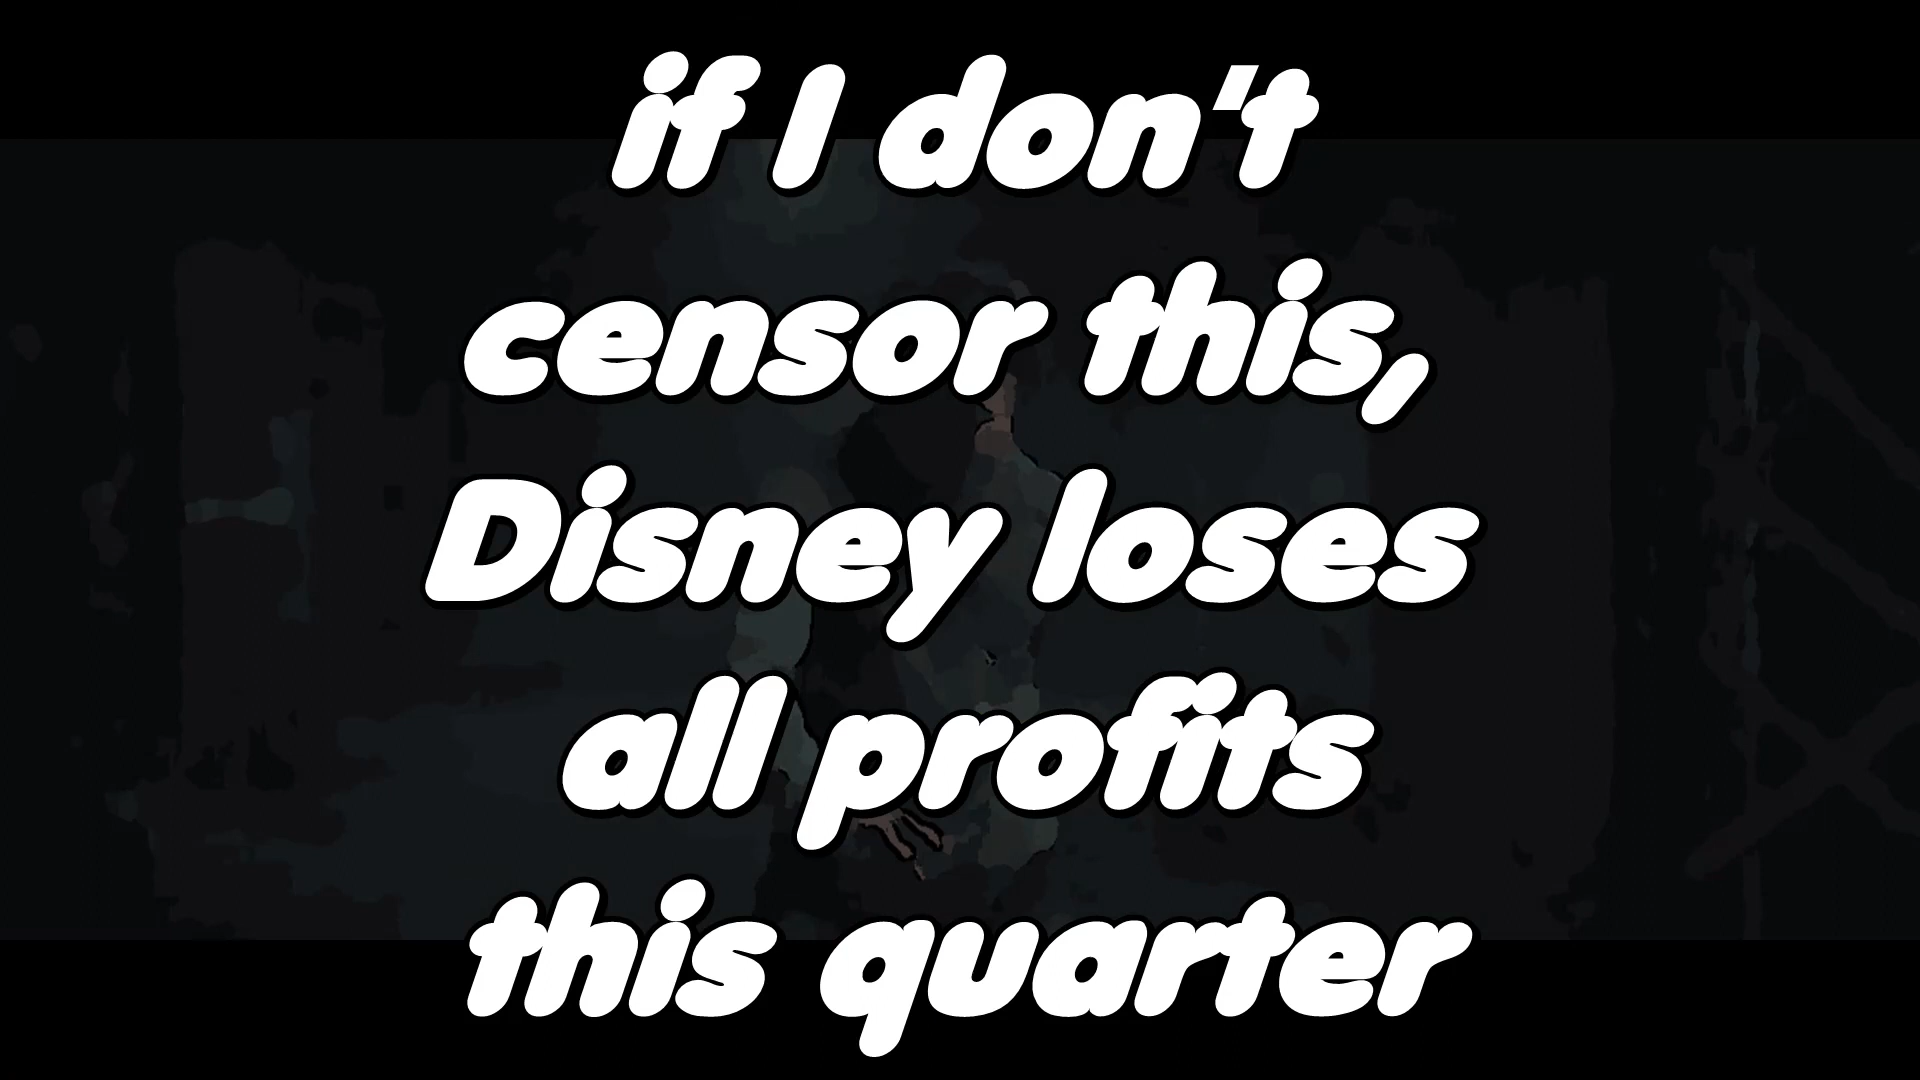 if I don't
censor this,
Disney loses
all profits
this quarter